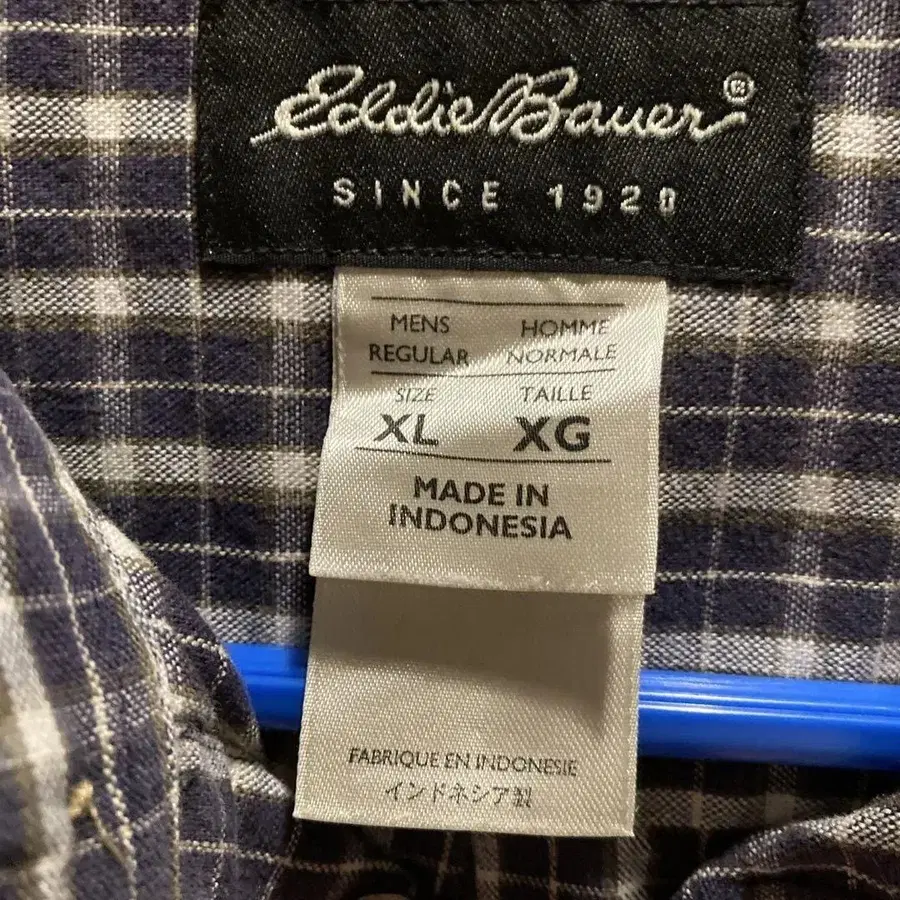 Eddie Bauer®
SINCE 1920
MENS HOMME
REGULAR NORMALE
SIZE TAILLE
XL XG
MADE IN
INDONESIA
FABRIQUE EN INDONESIE
インドネシア製